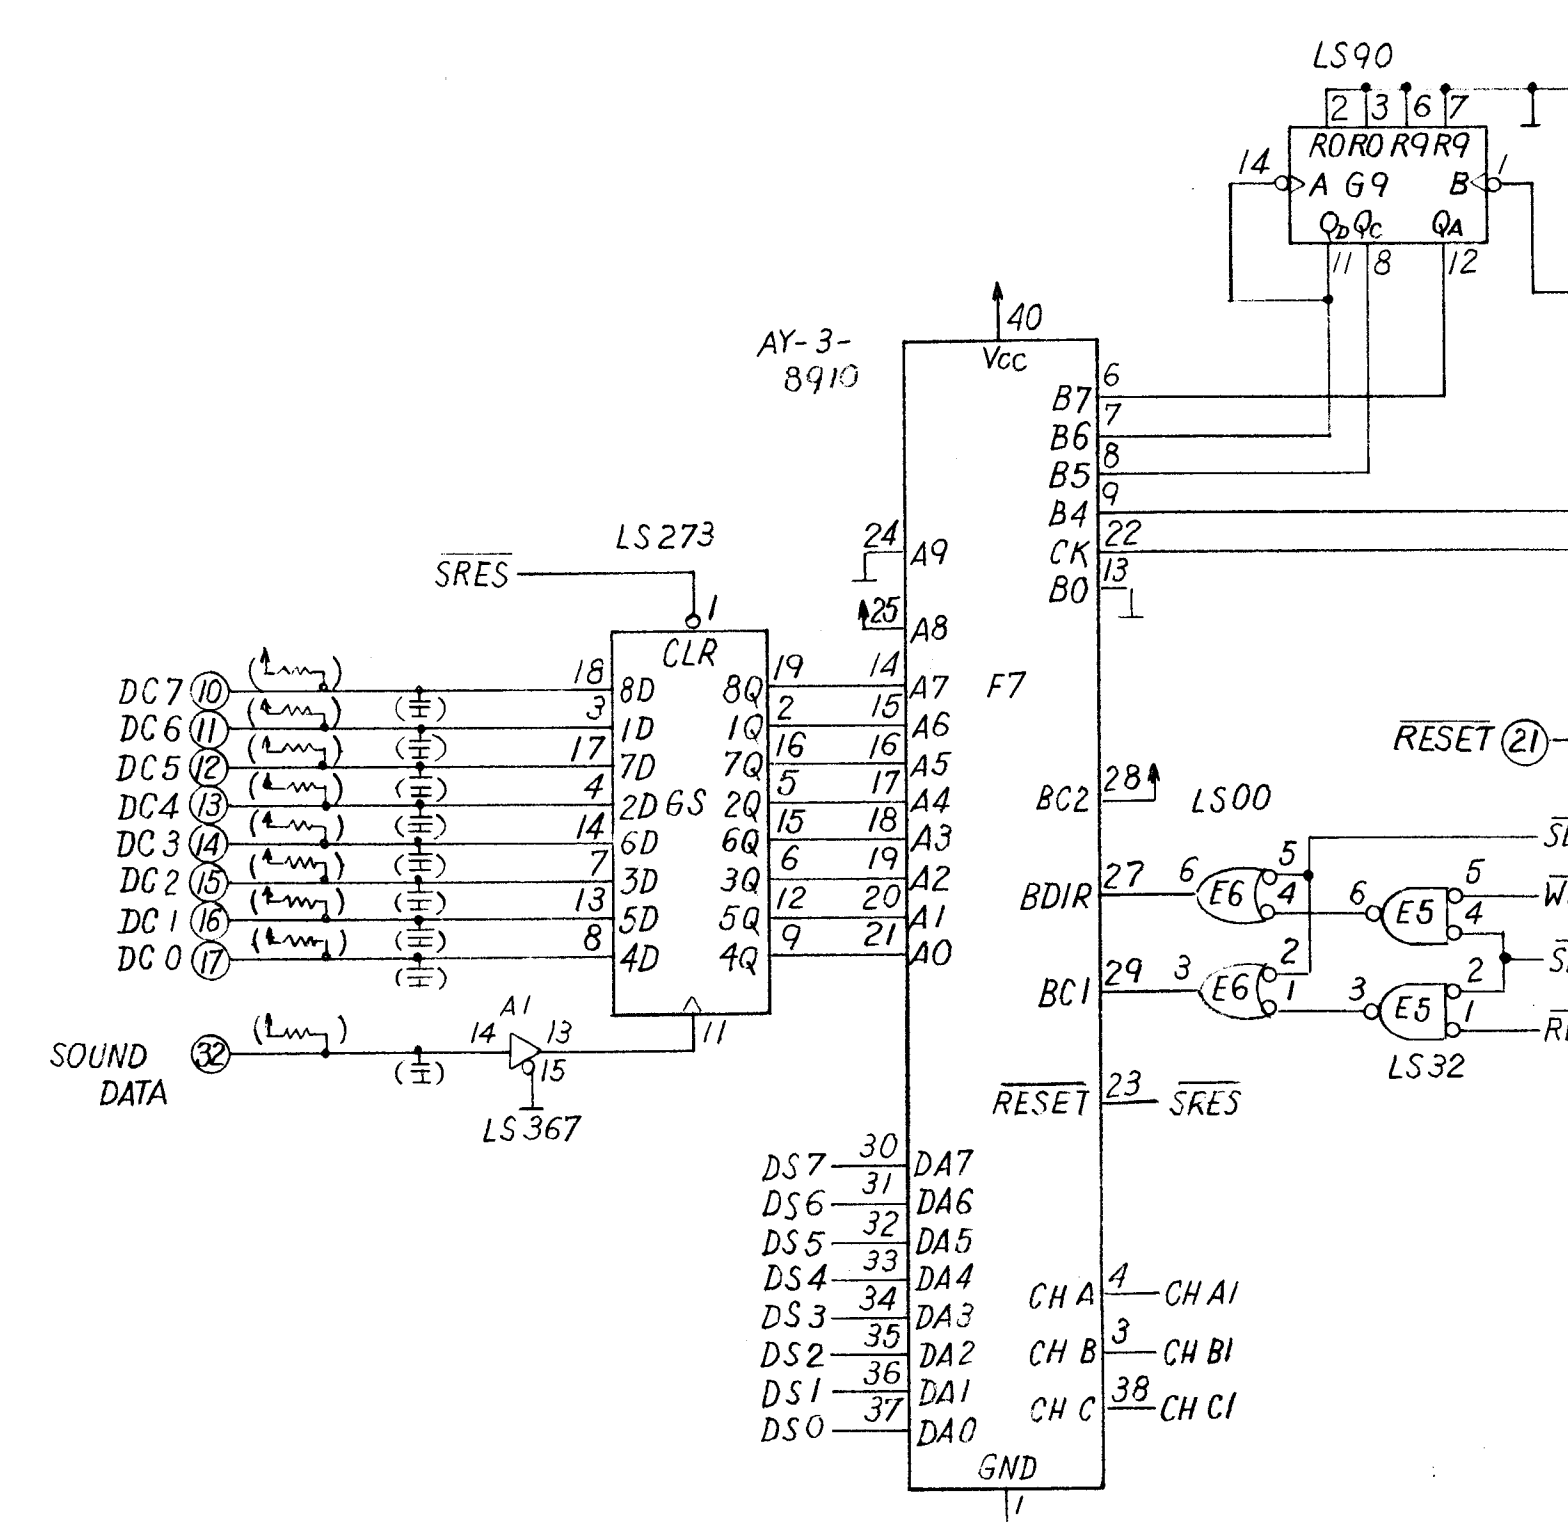 LS90
2 3 6 7
R0 R0 R9 R9
14 A G9 B 1
QD QC QA
11 8 12
AY-3-
8910
40
Vcc
B7 6
B6 7
B5 8
B4 9
CK 22
B0 13
24 A9
25 A8
F7
LS273
SRES
1
CLR
DC7 10 18 8D 8Q 19 14 A7
DC6 11 3 1D 1Q 2 15 A6
DC5 12 17 7D 7Q 16 16 A5
DC4 13 4 2D 6S 2Q 5 17 A4
DC3 14 14 6D 6Q 15 18 A3
DC2 15 7 3D 3Q 6 19 A2
DC1 16 13 5D 5Q 12 20 A1
DC0 17 8 4D 4Q 9 21 A0
11
SOUND
DATA
32
A1
14 13
15
LS367
RESET 21
BC2 28
LS00
BDIR 27 6 E6 5 4 6 E5 5 4
BC1 29 3 E6 2 1 3 E5 2 1
LS32
RESET 23 SRES
DS7 30 DA7
DS6 31 DA6
DS5 32 DA5
DS4 33 DA4
DS3 34 DA3
DS2 35 DA2
DS1 36 DA1
DS0 37 DA0
CH A 4 CH A1
CH B 3 CH B1
CH C 38 CH C1
GND
1